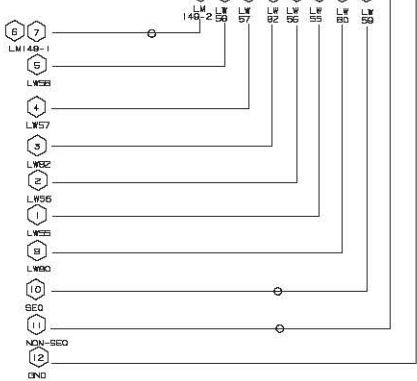 LM LW LW LW LW LW LW LW
149-2 58 57 82 56 55 80 59
6 7
LM149-1
5
LW58
4
LW57
3
LW82
2
LW56
1
LW55
9
LW80
10
SEQ
11
NON-SEQ
12
GND